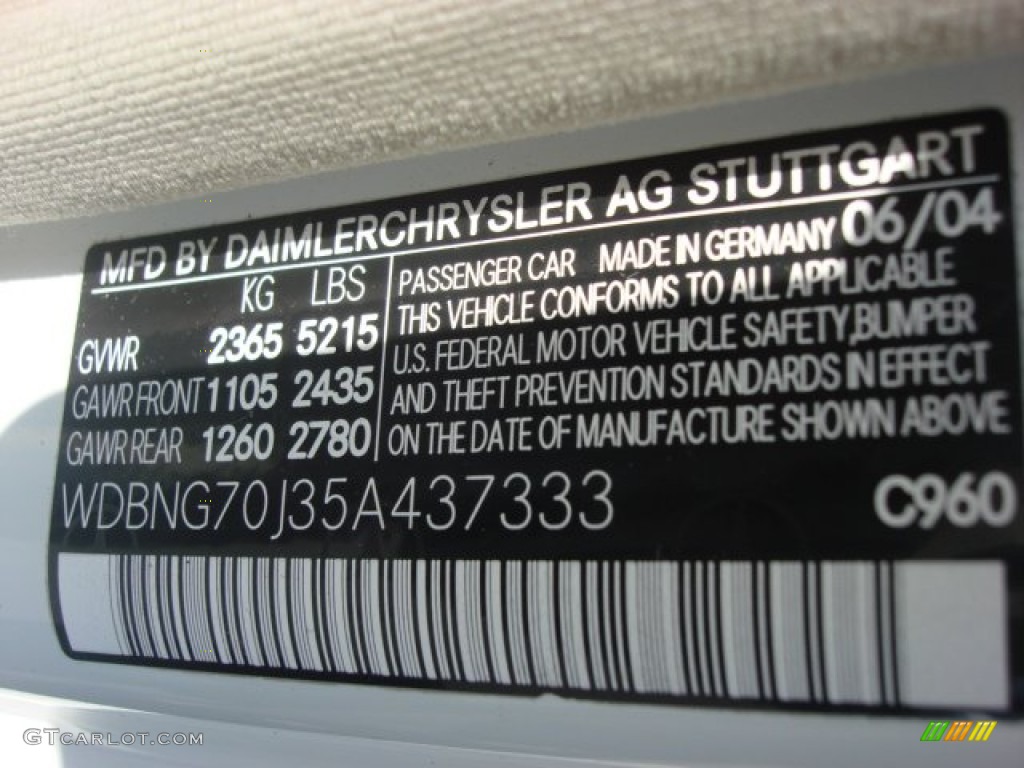 MFD BY DAIMLERCHRYSLER AG STUTTGART
KG LBS
GVWR 2365 5215
GAWR FRONT 1105 2435
GAWR REAR 1260 2780
PASSENGER CAR MADE IN GERMANY 06/04
THIS VEHICLE CONFORMS TO ALL APPLICABLE
U.S. FEDERAL MOTOR VEHICLE SAFETY, BUMPER
AND THEFT PREVENTION STANDARDS IN EFFECT
ON THE DATE OF MANUFACTURE SHOWN ABOVE
WDBNG70J35A437333 C960
GTCARLOT.COM